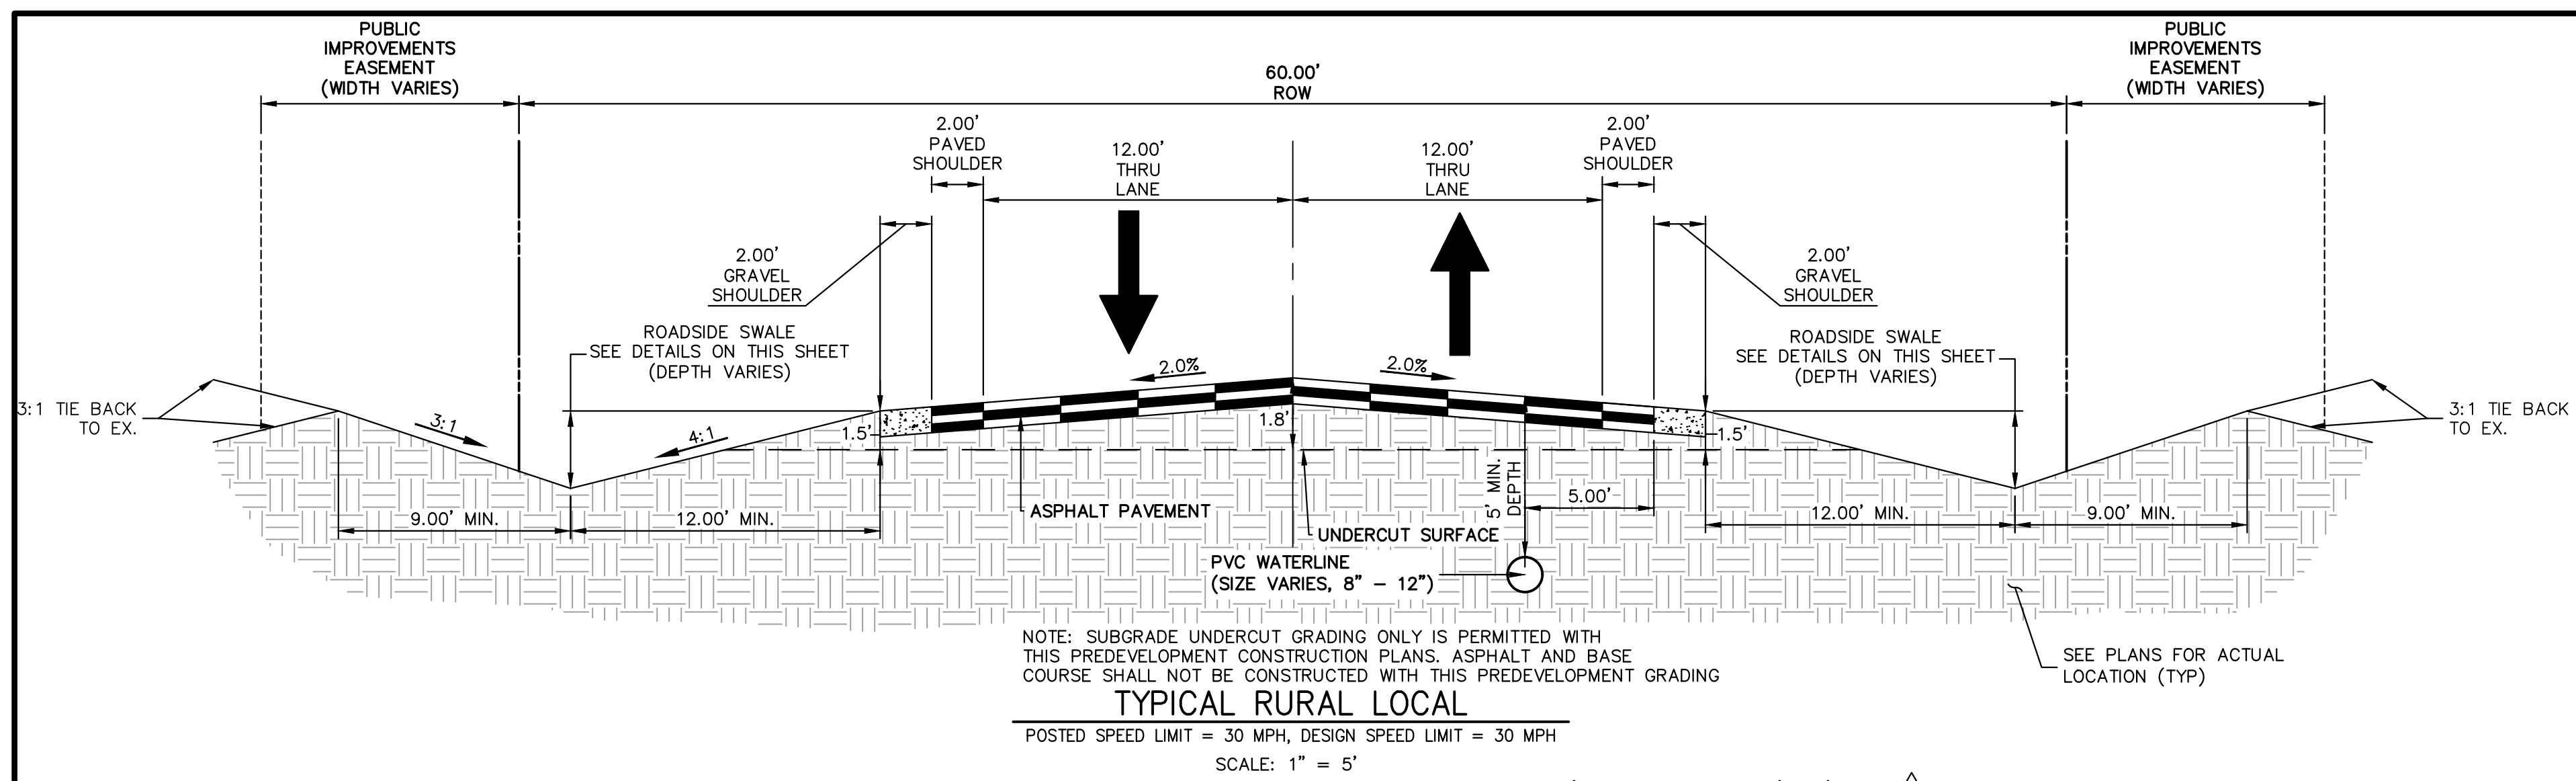 PUBLIC
IMPROVEMENTS
EASEMENT
(WIDTH VARIES)
60.00'
ROW
PUBLIC
IMPROVEMENTS
EASEMENT
(WIDTH VARIES)
2.00'
PAVED
SHOULDER
12.00'
THRU
LANE
12.00'
THRU
LANE
2.00'
PAVED
SHOULDER
2.00'
GRAVEL
SHOULDER
2.00'
GRAVEL
SHOULDER
ROADSIDE SWALE
SEE DETAILS ON THIS SHEET
(DEPTH VARIES)
2.0%
2.0%
ROADSIDE SWALE
SEE DETAILS ON THIS SHEET
(DEPTH VARIES)
3:1 TIE BACK
TO EX.
3:1
4:1
1.5'
1.8'
1.5'
3:1 TIE BACK
TO EX.
9.00' MIN.
12.00' MIN.
ASPHALT PAVEMENT
UNDERCUT SURFACE
5' MIN.
DEPTH
5.00'
12.00' MIN.
9.00' MIN.
PVC WATERLINE
(SIZE VARIES, 8" - 12")
NOTE: SUBGRADE UNDERCUT GRADING ONLY IS PERMITTED WITH
THIS PREDEVELOPMENT CONSTRUCTION PLANS. ASPHALT AND BASE
COURSE SHALL NOT BE CONSTRUCTED WITH THIS PREDEVELOPMENT GRADING
SEE PLANS FOR ACTUAL
LOCATION (TYP)
TYPICAL RURAL LOCAL
POSTED SPEED LIMIT = 30 MPH, DESIGN SPEED LIMIT = 30 MPH
SCALE: 1" = 5'